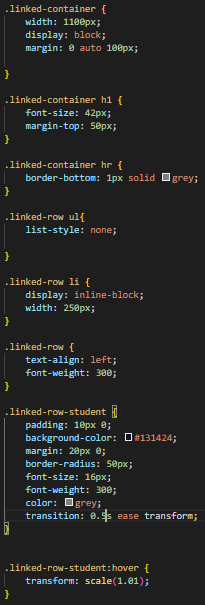 .linked-container {
width: 1100px;
display: block;
margin: 0 auto 100px;
}
.linked-container h1 {
font-size: 42px;
margin-top: 50px;
}
.linked-container hr {
border-bottom: 1px solid grey;
}
.linked-row ul{
list-style: none;
}
.linked-row li {
display: inline-block;
width: 250px;
}
.linked-row {
text-align: left;
font-weight: 300;
}
.linked-row-student {
padding: 10px 0;
background-color: #131424;
margin: 20px 0;
border-radius: 50px;
font-size: 16px;
font-weight: 300;
color: grey;
transition: 0.5s ease transform;
}
.linked-row-student:hover {
transform: scale(1.01);
}